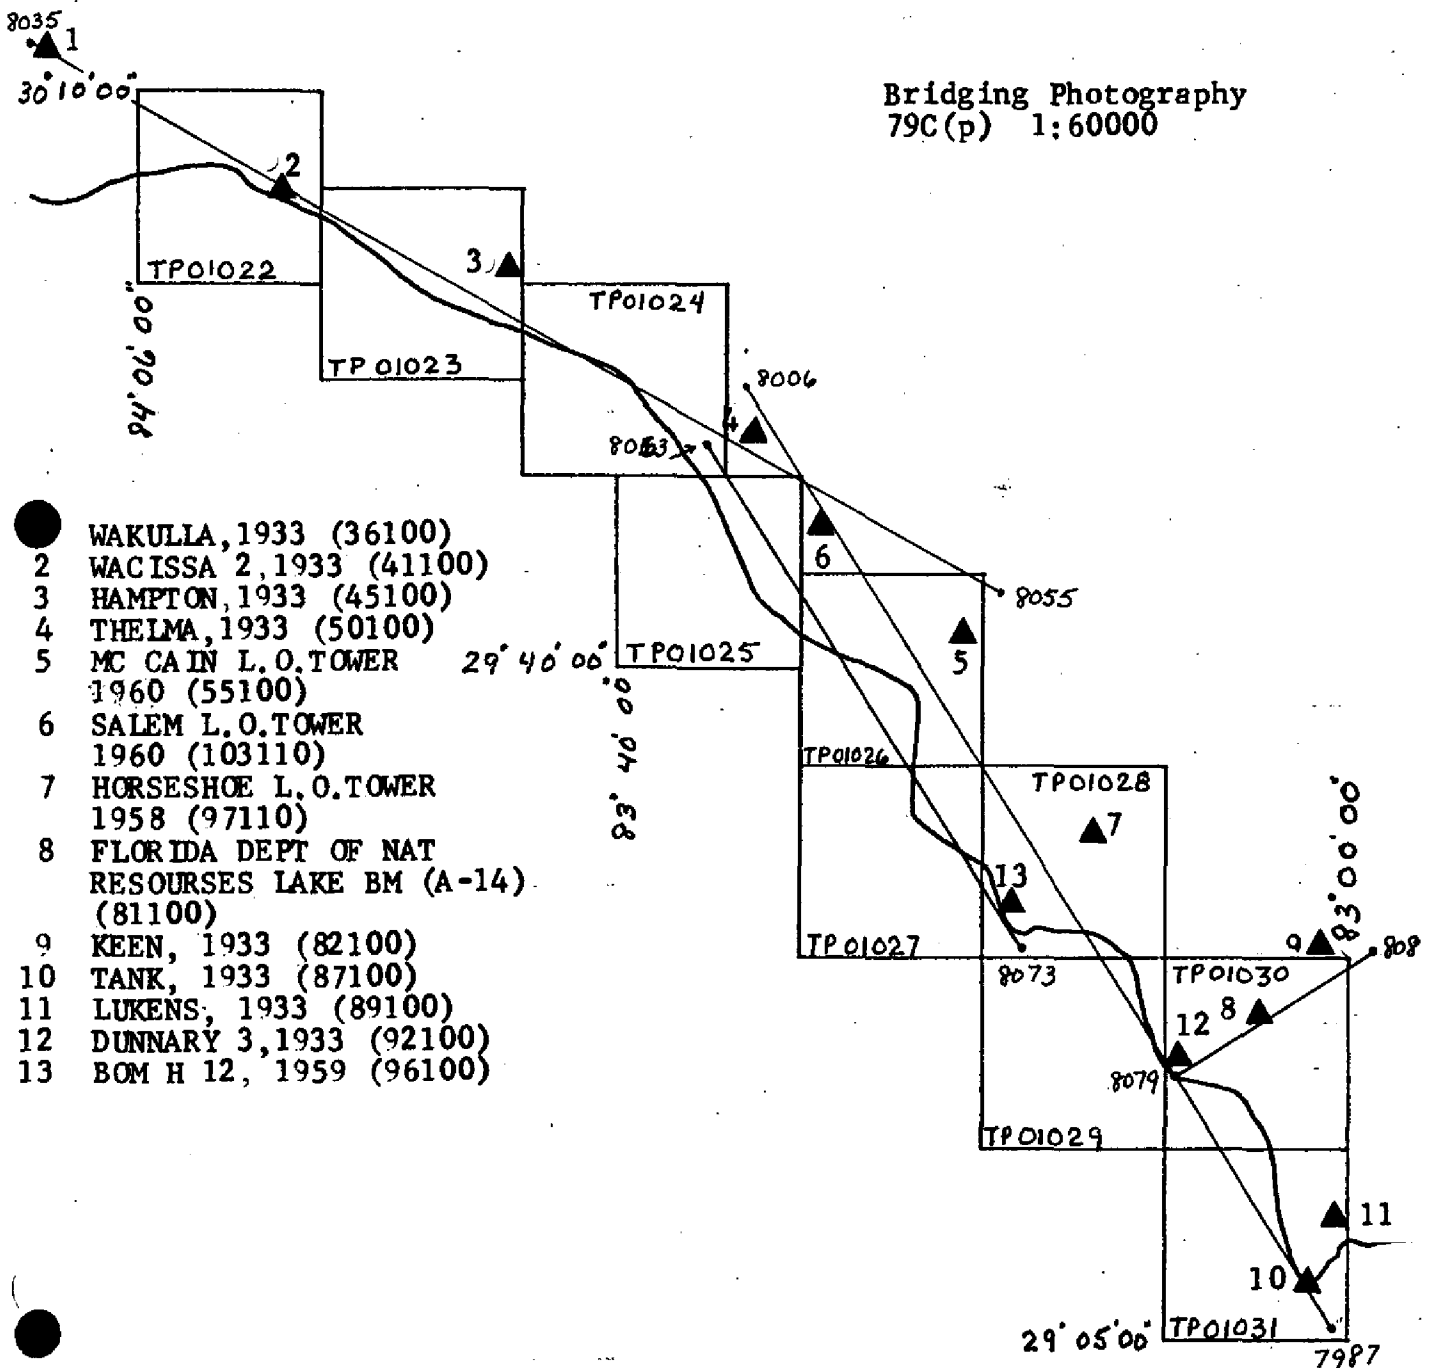 8035
1
30° 10' 00"
Bridging Photography
79C(p) 1:60000
2
3
TP01022
TP01024
84° 06' 00"
TP01023
8006
4
6
8055
5
WAKULLA, 1933 (36100)
2 WACISSA 2, 1933 (41100)
3 HAMPTON, 1933 (45100)
4 THELMA, 1933 (50100)
5 MC CAIN L.O.TOWER
1960 (55100)
6 SALEM L.O.TOWER
1960 (103110)
7 HORSESHOE L.O.TOWER
1958 (97110)
8 FLORIDA DEPT OF NAT
RESOURSES LAKE BM (A-14)
(81100)
9 KEEN, 1933 (82100)
10 TANK, 1933 (87100)
11 LUKENS, 1933 (89100)
12 DUNNARY 3, 1933 (92100)
13 BOM H 12, 1959 (96100)
29° 40' 00"
TP01025
83° 40' 00"
TP01026
TP01028
7
83° 00' 00"
13
TP01027
8073
9
808
TP01030
12
8
8079
TP01029
11
10
29° 05' 00"
TP01031
7987